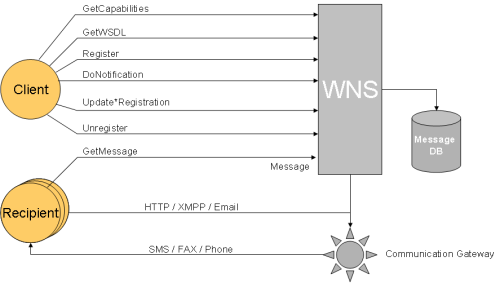 GetCapabilities
GetWSDL
Register
DoNotification
Client
WNS
Update*Registration
Unregister
Message
DB
GetMessage
Message
Recipient
HTTP / XMPP / Email
SMS / FAX / Phone
Communication Gateway